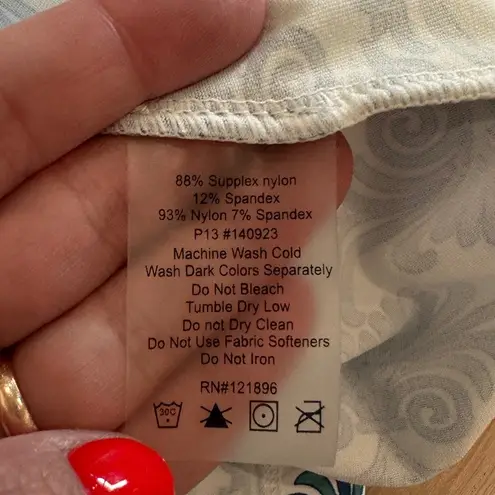 88% Supplex nylon
12% Spandex
93% Nylon 7% Spandex
P13 #140923
Machine Wash Cold
Wash Dark Colors Separately
Do Not Bleach
Tumble Dry Low
Do not Dry Clean
Do Not Use Fabric Softeners
Do Not Iron
RN#121896
30C